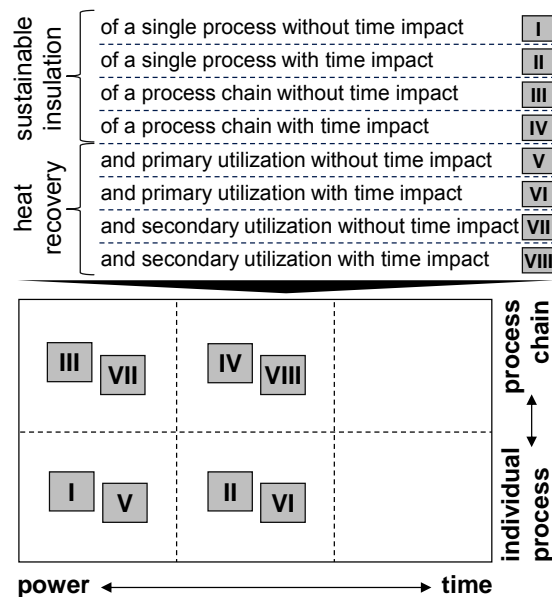 sustainable
insulation
of a single process without time impact I
of a single process with time impact II
of a process chain without time impact III
of a process chain with time impact IV
heat
recovery
and primary utilization without time impact V
and primary utilization with time impact VI
and secondary utilization without time impact VII
and secondary utilization with time impact VIII
III VII IV VIII
process
chain
I V II VI
individual
process
power time